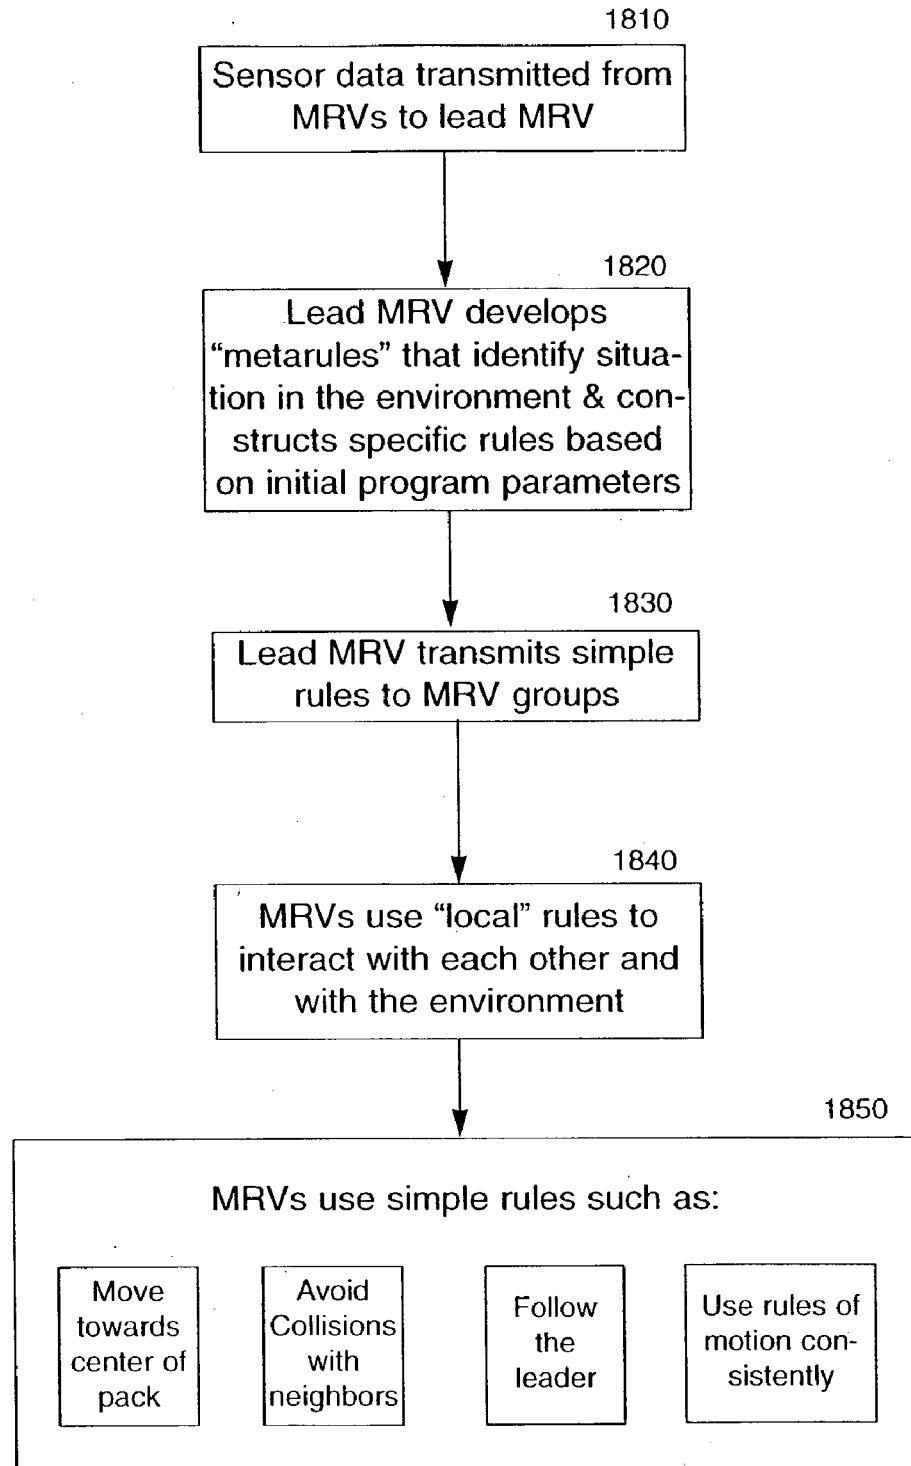 1810
Sensor data transmitted from
MRVs to lead MRV
1820
Lead MRV develops
“metarules” that identify situa-
tion in the environment & con-
structs specific rules based
on initial program parameters
1830
Lead MRV transmits simple
rules to MRV groups
1840
MRVs use “local” rules to
interact with each other and
with the environment
1850
MRVs use simple rules such as:
Move
towards
center of
pack
Avoid
Collisions
with
neighbors
Follow
the
leader
Use rules of
motion con-
sistently